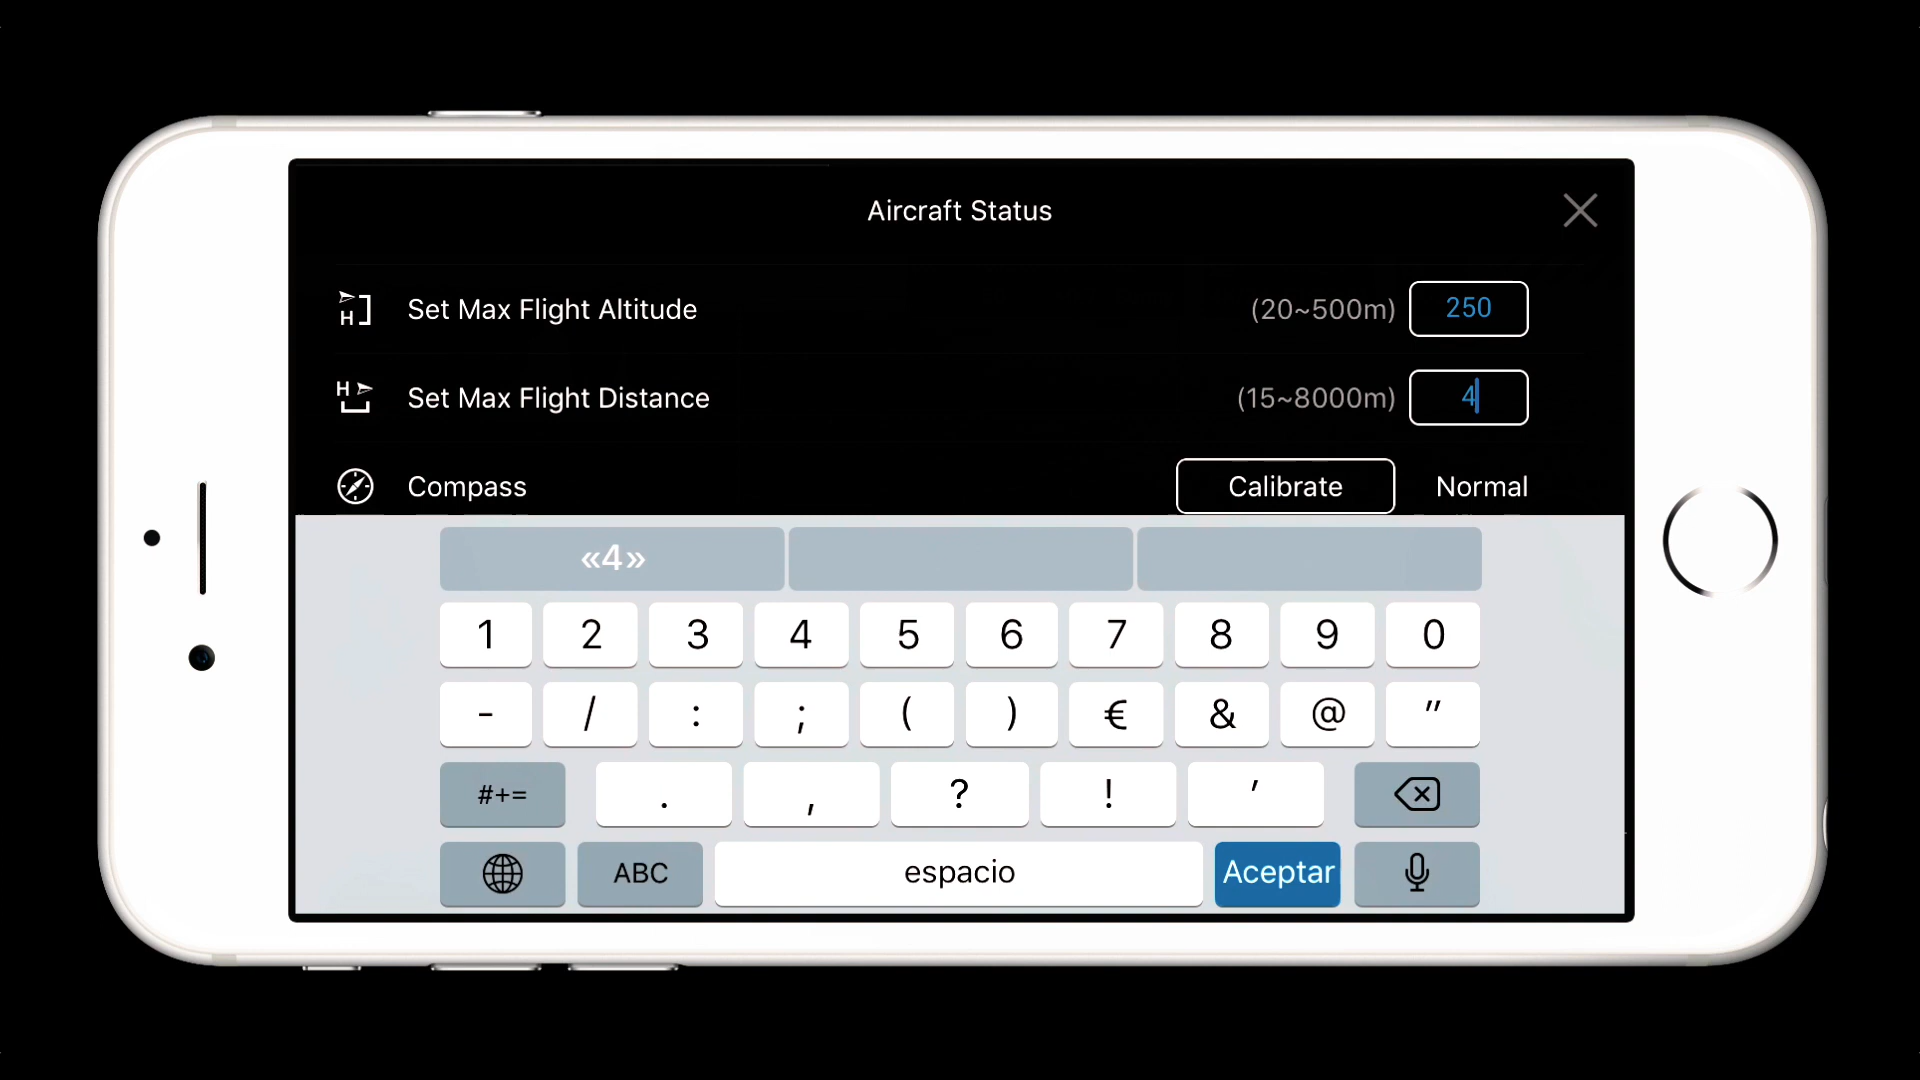 Aircraft Status
H Set Max Flight Altitude (20~500m) 250
H Set Max Flight Distance (15~8000m) 4
Compass Calibrate Normal
«4»
1 2 3 4 5 6 7 8 9 0
- / : ; ( ) € & @ "
#+= . , ? ! '
ABC espacio Aceptar